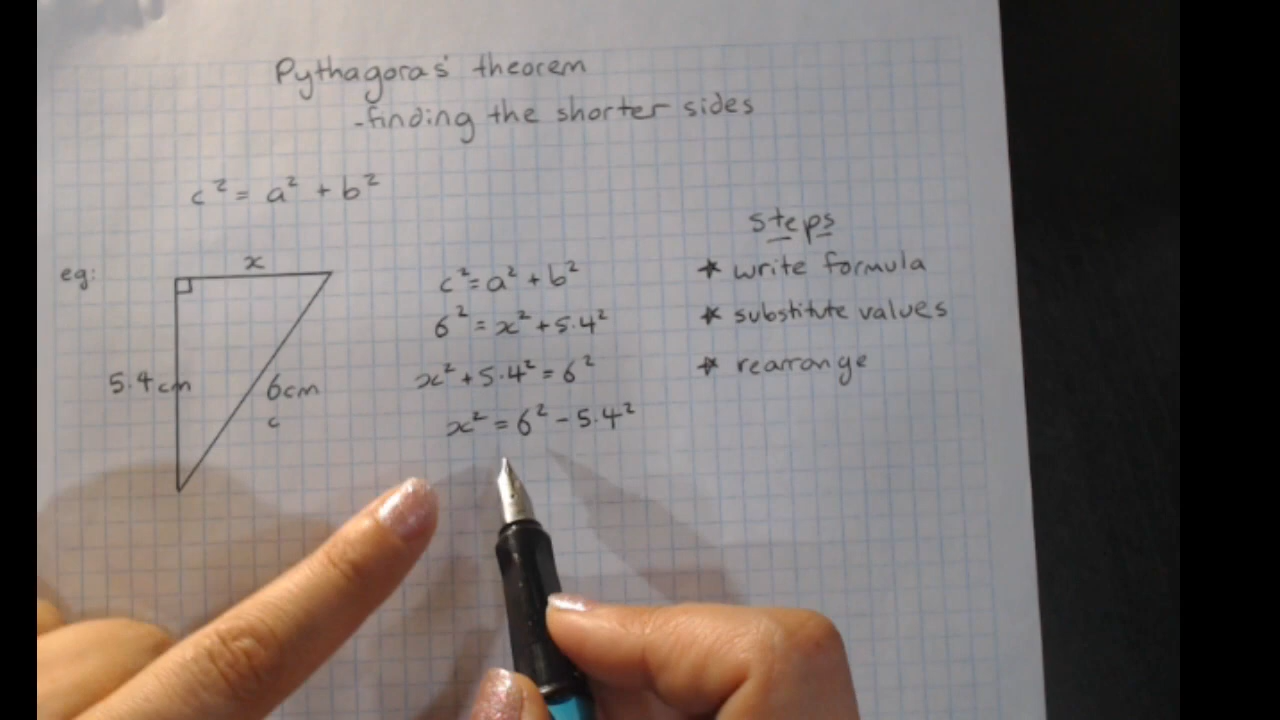 Pythagoras' theorem
-finding the shorter sides
c² = a² + b²
eg:
x
5.4cm
6cm
c
c² = a² + b²
6² = x² + 5.4²
x² + 5.4² = 6²
x² = 6² - 5.4²
steps
* write formula
* substitute values
* rearrange